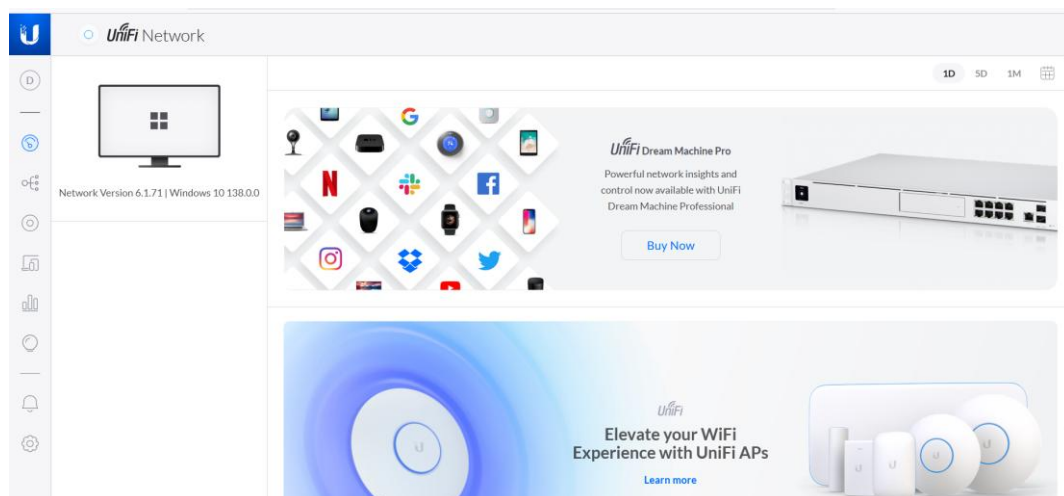 UniFi Network
D
1D 5D 1M
Network Version 6.1.71 | Windows 10 138.0.0
UniFi Dream Machine Pro
Powerful network insights and
control now available with UniFi
Dream Machine Professional
Buy Now
UniFi
Elevate your WiFi
Experience with UniFi APs
Learn more